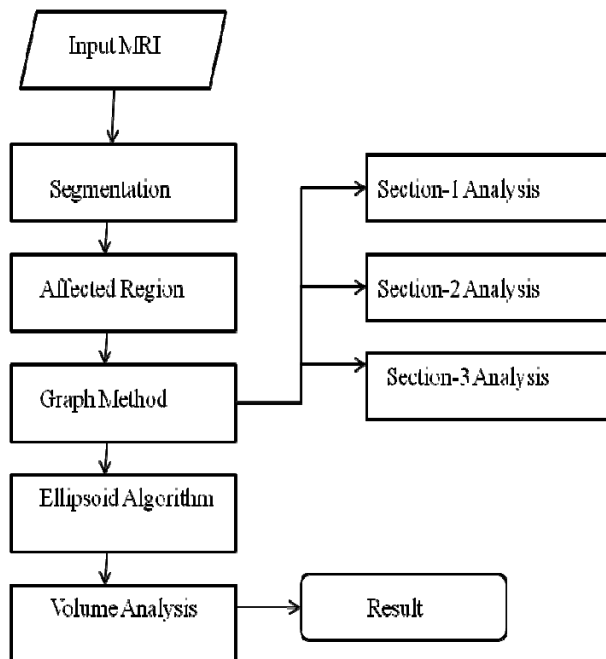 Input MRI
Segmentation
Affected Region
Graph Method
Ellipsoid Algorithm
Volume Analysis
Section-1 Analysis
Section-2 Analysis
Section-3 Analysis
Result